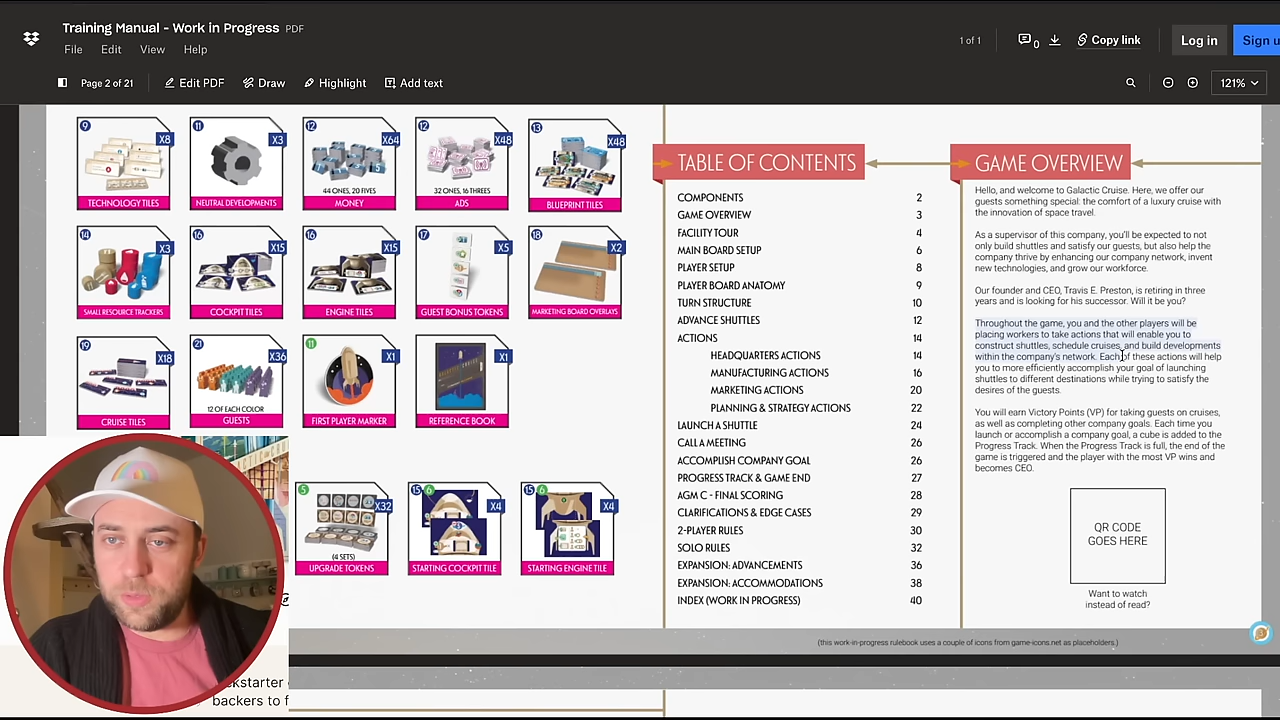 Training Manual - Work in Progress PDF
File Edit View Help
1 of 1
0
Copy link
Log in
Sign u
Page 2 of 21
Edit PDF
Draw
Highlight
Add text
121%
9 X8
TECHNOLOGY TILES
11 X3
NEUTRAL DEVELOPMENTS
12 X64
44 ONES, 20 FIVES
MONEY
12 X48
32 ONES, 16 THREES
ADS
13 X48
BLUEPRINT TILES
14 X3
SMALL RESOURCE TRACKERS
16 X15
COCKPIT TILES
16 X15
ENGINE TILES
17 X5
GUEST BONUS TOKENS
18 X2
MARKETING BOARD OVERLAYS
19 X18
CRUISE TILES
21 X36
12 OF EACH COLOR
GUESTS
11 X1
FIRST PLAYER MARKER
X1
REFERENCE BOOK
5 X32
(4 SETS)
UPGRADE TOKENS
15 6 X4
STARTING COCKPIT TILE
15 6 X4
STARTING ENGINE TILE
TABLE OF CONTENTS
COMPONENTS 2
GAME OVERVIEW 3
FACILITY TOUR 4
MAIN BOARD SETUP 6
PLAYER SETUP 8
PLAYER BOARD ANATOMY 9
TURN STRUCTURE 10
ADVANCE SHUTTLES 12
ACTIONS 14
HEADQUARTERS ACTIONS 14
MANUFACTURING ACTIONS 16
MARKETING ACTIONS 20
PLANNING & STRATEGY ACTIONS 22
LAUNCH A SHUTTLE 24
CALL A MEETING 26
ACCOMPLISH COMPANY GOAL 26
PROGRESS TRACK & GAME END 27
AGM C - FINAL SCORING 28
CLARIFICATIONS & EDGE CASES 29
2-PLAYER RULES 30
SOLO RULES 32
EXPANSION: ADVANCEMENTS 36
EXPANSION: ACCOMMODATIONS 38
INDEX (WORK IN PROGRESS) 40
GAME OVERVIEW
Hello, and welcome to Galactic Cruise. Here, we offer our
guests something special: the comfort of a luxury cruise with
the innovation of space travel.
As a supervisor of this company, you'll be expected to not
only build shuttles and satisfy our guests, but also help the
company thrive by enhancing our company network, invent
new technologies, and grow our workforce.
Our founder and CEO, Travis E. Preston, is retiring in three
years and is looking for his successor. Will it be you?
Throughout the game, you and the other players will be
placing workers to take actions that will enable you to
construct shuttles, schedule cruises, and build developments
within the company's network. Each of these actions will help
you to more efficiently accomplish your goal of launching
shuttles to different destinations while trying to satisfy the
desires of the guests.
You will earn Victory Points (VP) for taking guests on cruises,
as well as completing other company goals. Each time you
launch or accomplish a company goal, a cube is added to the
Progress Track. When the Progress Track is full, the end of the
game is triggered and the player with the most VP wins and
becomes CEO.
QR CODE
GOES HERE
Want to watch
instead of read?
(this work-in-progress rulebook uses a couple of icons from game-icons.net as placeholders.)
ckstarter
backers to f